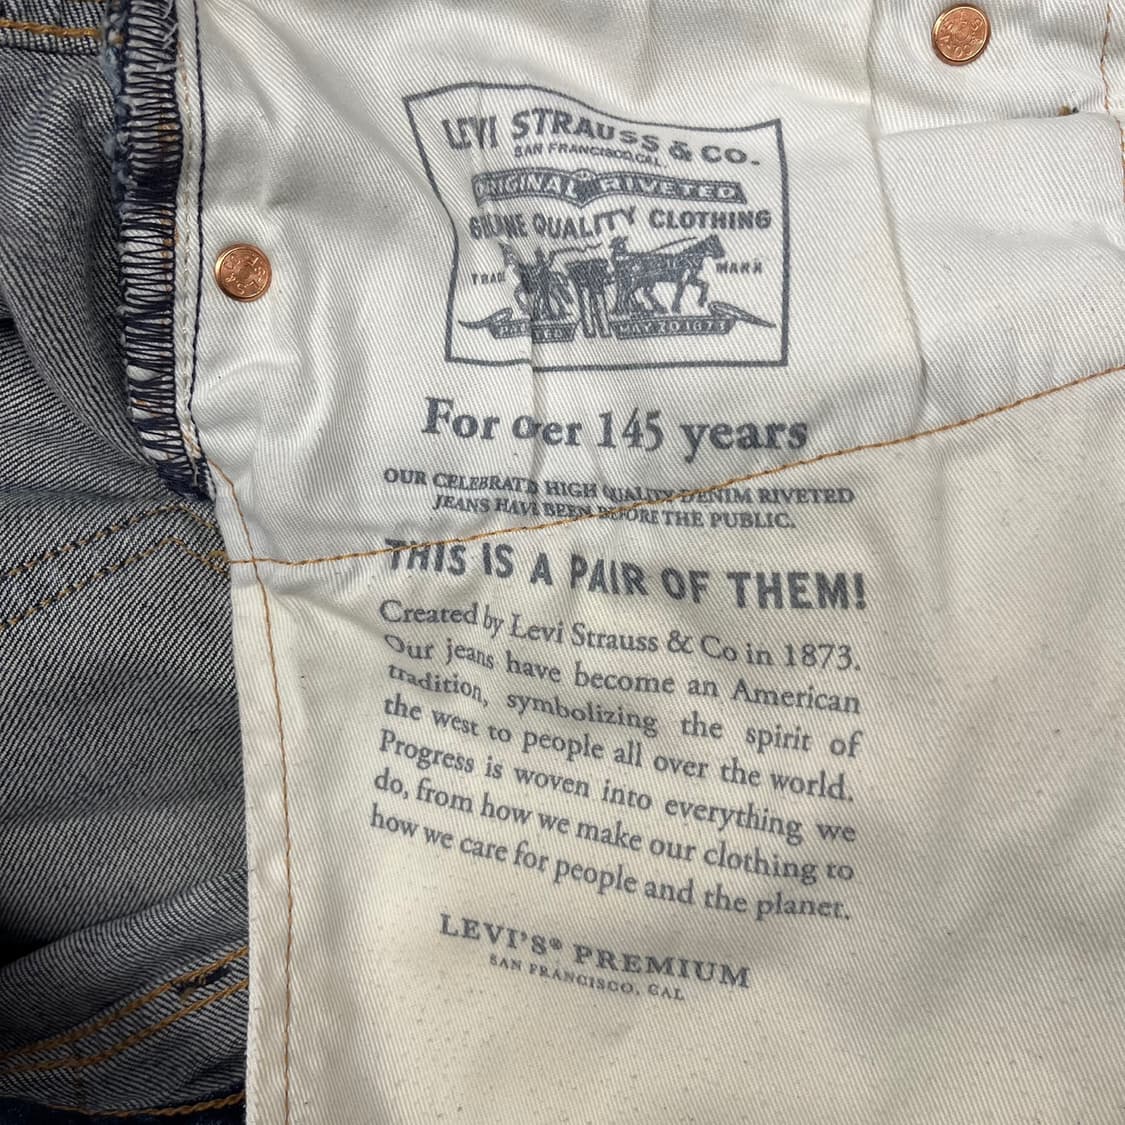 LEVI STRAUSS & CO.
SAN FRANCISCO, CAL.
ORIGINAL RIVETED
QUALITY CLOTHING
TRADE MARK
MAY 20 1873
For over 145 years
OUR CELEBRATD HIGH QUALITY DENIM RIVETED
JEANS HAVE BEEN BEFORE THE PUBLIC.
THIS IS A PAIR OF THEM!
Created by Levi Strauss & Co in 1873.
Our jeans have become an American
tradition, symbolizing the spirit of
the west to people all over the world.
Progress is woven into everything we
do, from how we make our clothing to
how we care for people and the planet.
LEVI'S® PREMIUM
SAN FRANCISCO, CAL